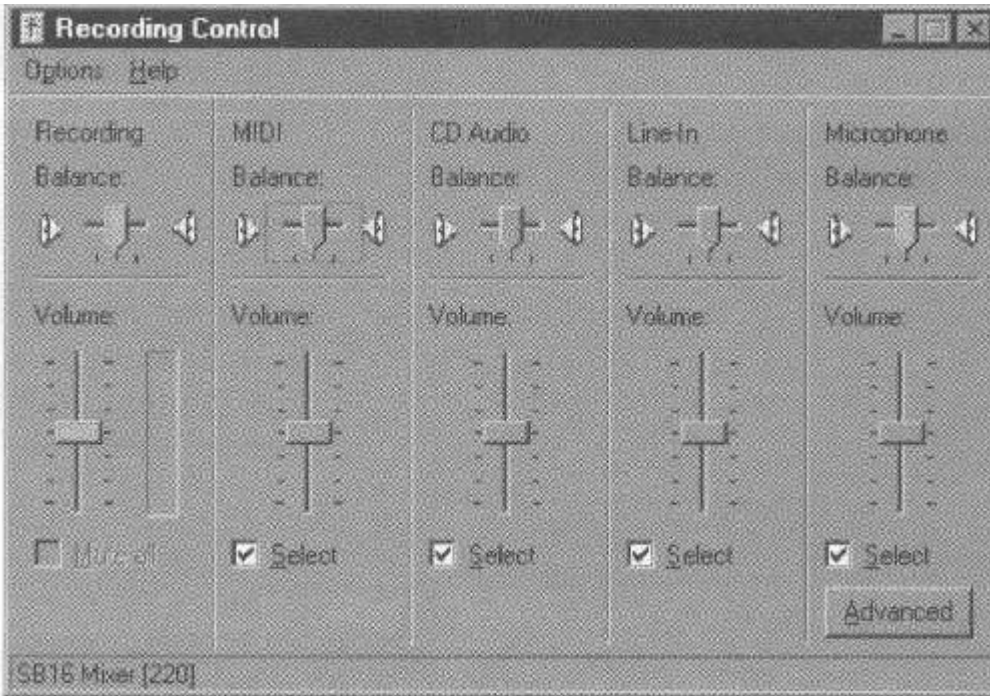 Recording Control
Options Help
Recording MIDI CD Audio Line-In Microphone
Balance: Balance: Balance: Balance: Balance:
Volume: Volume: Volume: Volume: Volume:
Mute all Select Select Select Select
Advanced
SB16 Mixer [220]